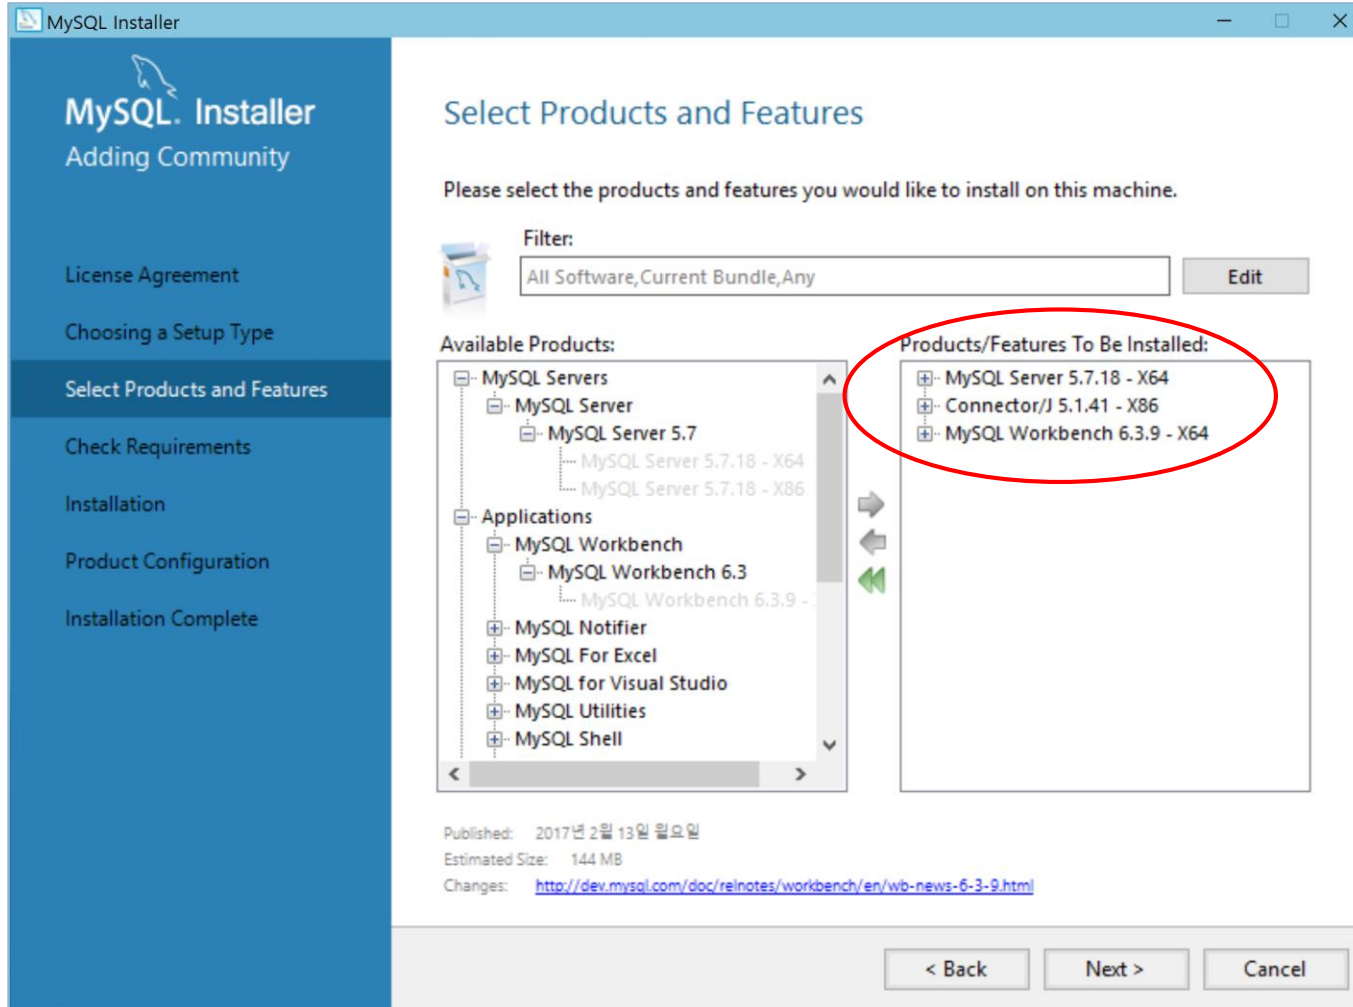 MySQL Installer
MySQL. Installer
Adding Community
License Agreement
Choosing a Setup Type
Select Products and Features
Check Requirements
Installation
Product Configuration
Installation Complete
Select Products and Features
Please select the products and features you would like to install on this machine.
Filter:
All Software,Current Bundle,Any
Edit
Available Products:
MySQL Servers
MySQL Server
MySQL Server 5.7
MySQL Server 5.7.18 - X64
MySQL Server 5.7.18 - X86
Applications
MySQL Workbench
MySQL Workbench 6.3
MySQL Workbench 6.3.9 -
MySQL Notifier
MySQL For Excel
MySQL for Visual Studio
MySQL Utilities
MySQL Shell
Products/Features To Be Installed:
MySQL Server 5.7.18 - X64
Connector/J 5.1.41 - X86
MySQL Workbench 6.3.9 - X64
Published: 2017년 2월 13일 월요일
Estimated Size: 144 MB
Changes: http://dev.mysql.com/doc/relnotes/workbench/en/wb-news-6-3-9.html
< Back
Next >
Cancel